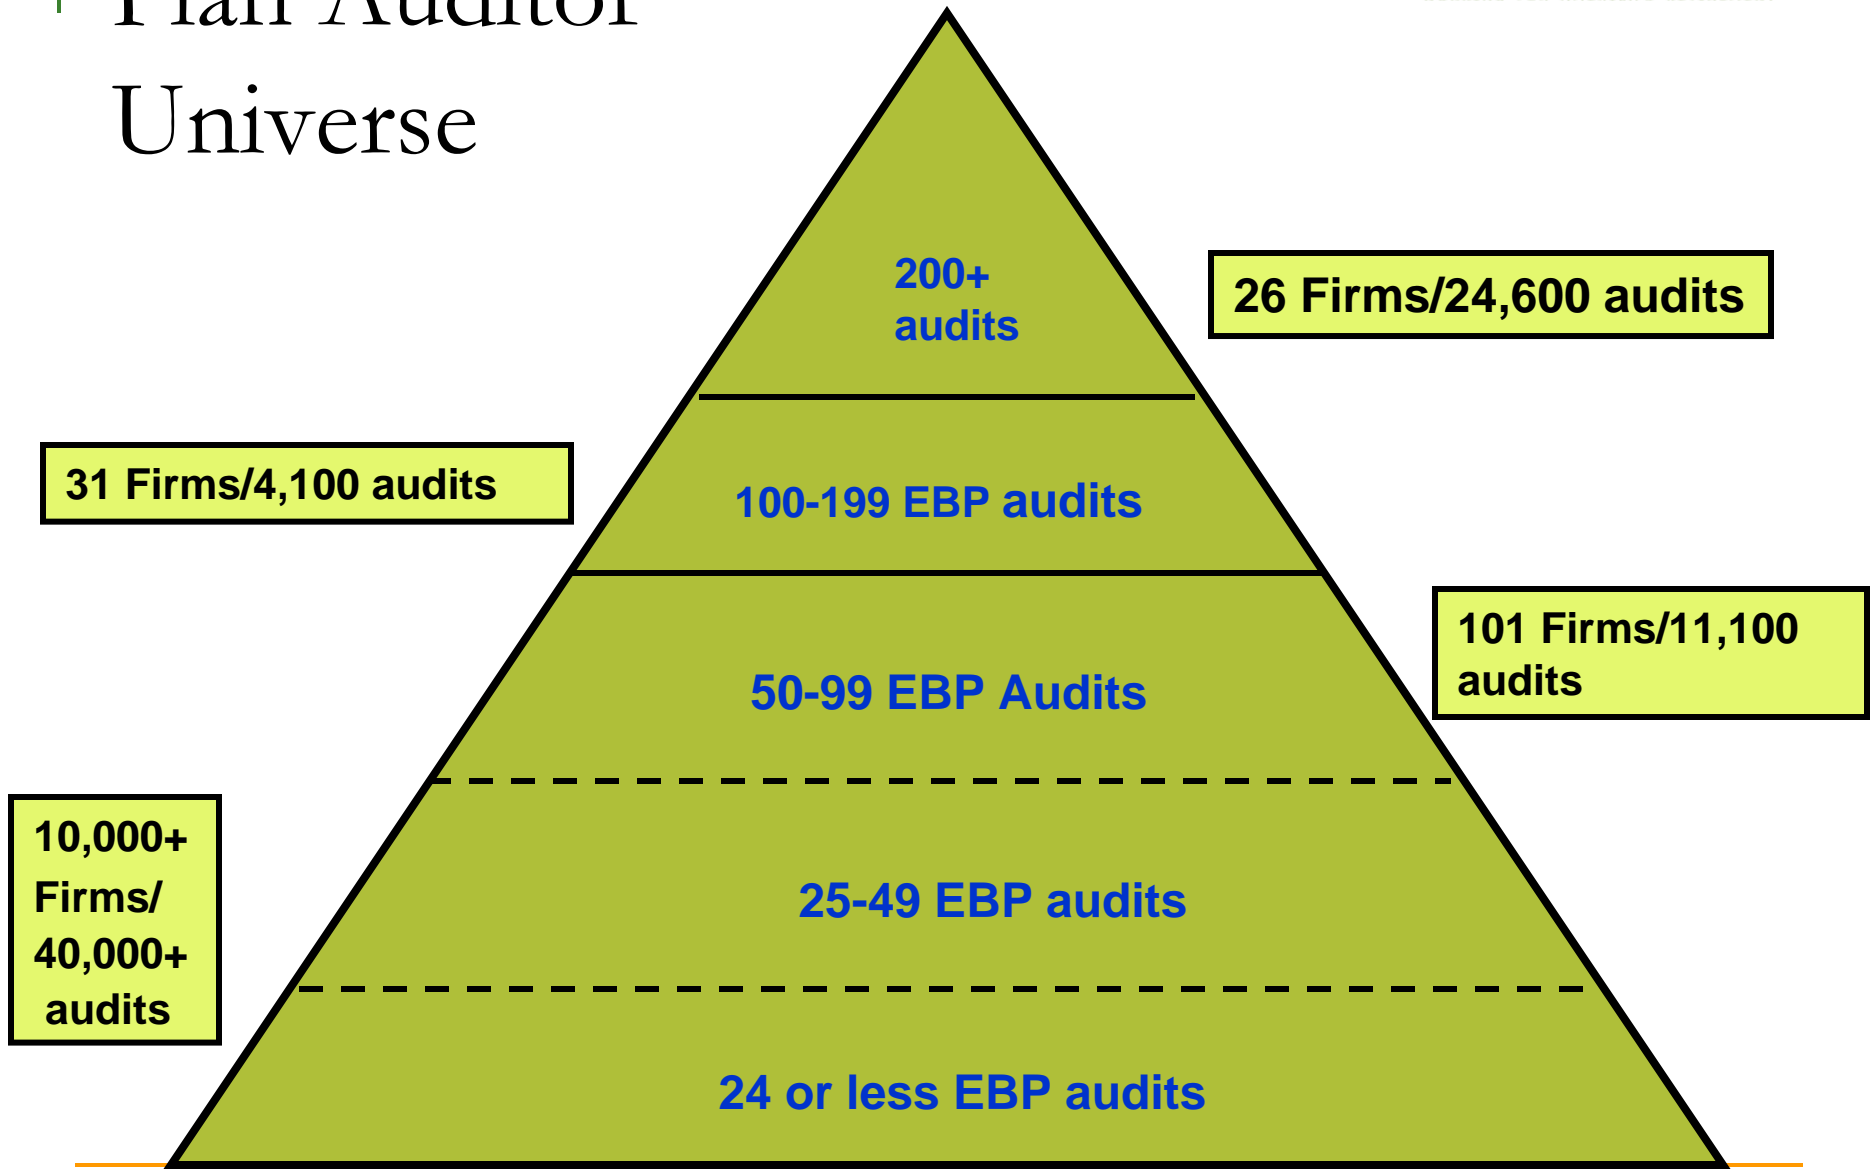 Plan Auditor
Universe
200+
audits
26 Firms/24,600 audits
31 Firms/4,100 audits
100-199 EBP audits
101 Firms/11,100
audits
50-99 EBP Audits
10,000+
Firms/
40,000+
audits
25-49 EBP audits
24 or less EBP audits